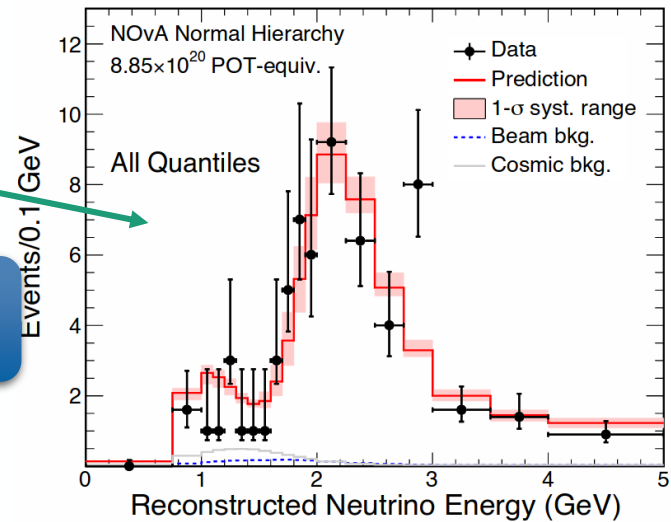 NOvA Normal Hierarchy
8.85×10²⁰ POT-equiv.
All Quantiles
Data
Prediction
1-σ syst. range
Beam bkg.
Cosmic bkg.
Events/0.1 GeV
12
10
8
6
4
2
0 1 2 3 4 5
Reconstructed Neutrino Energy (GeV)